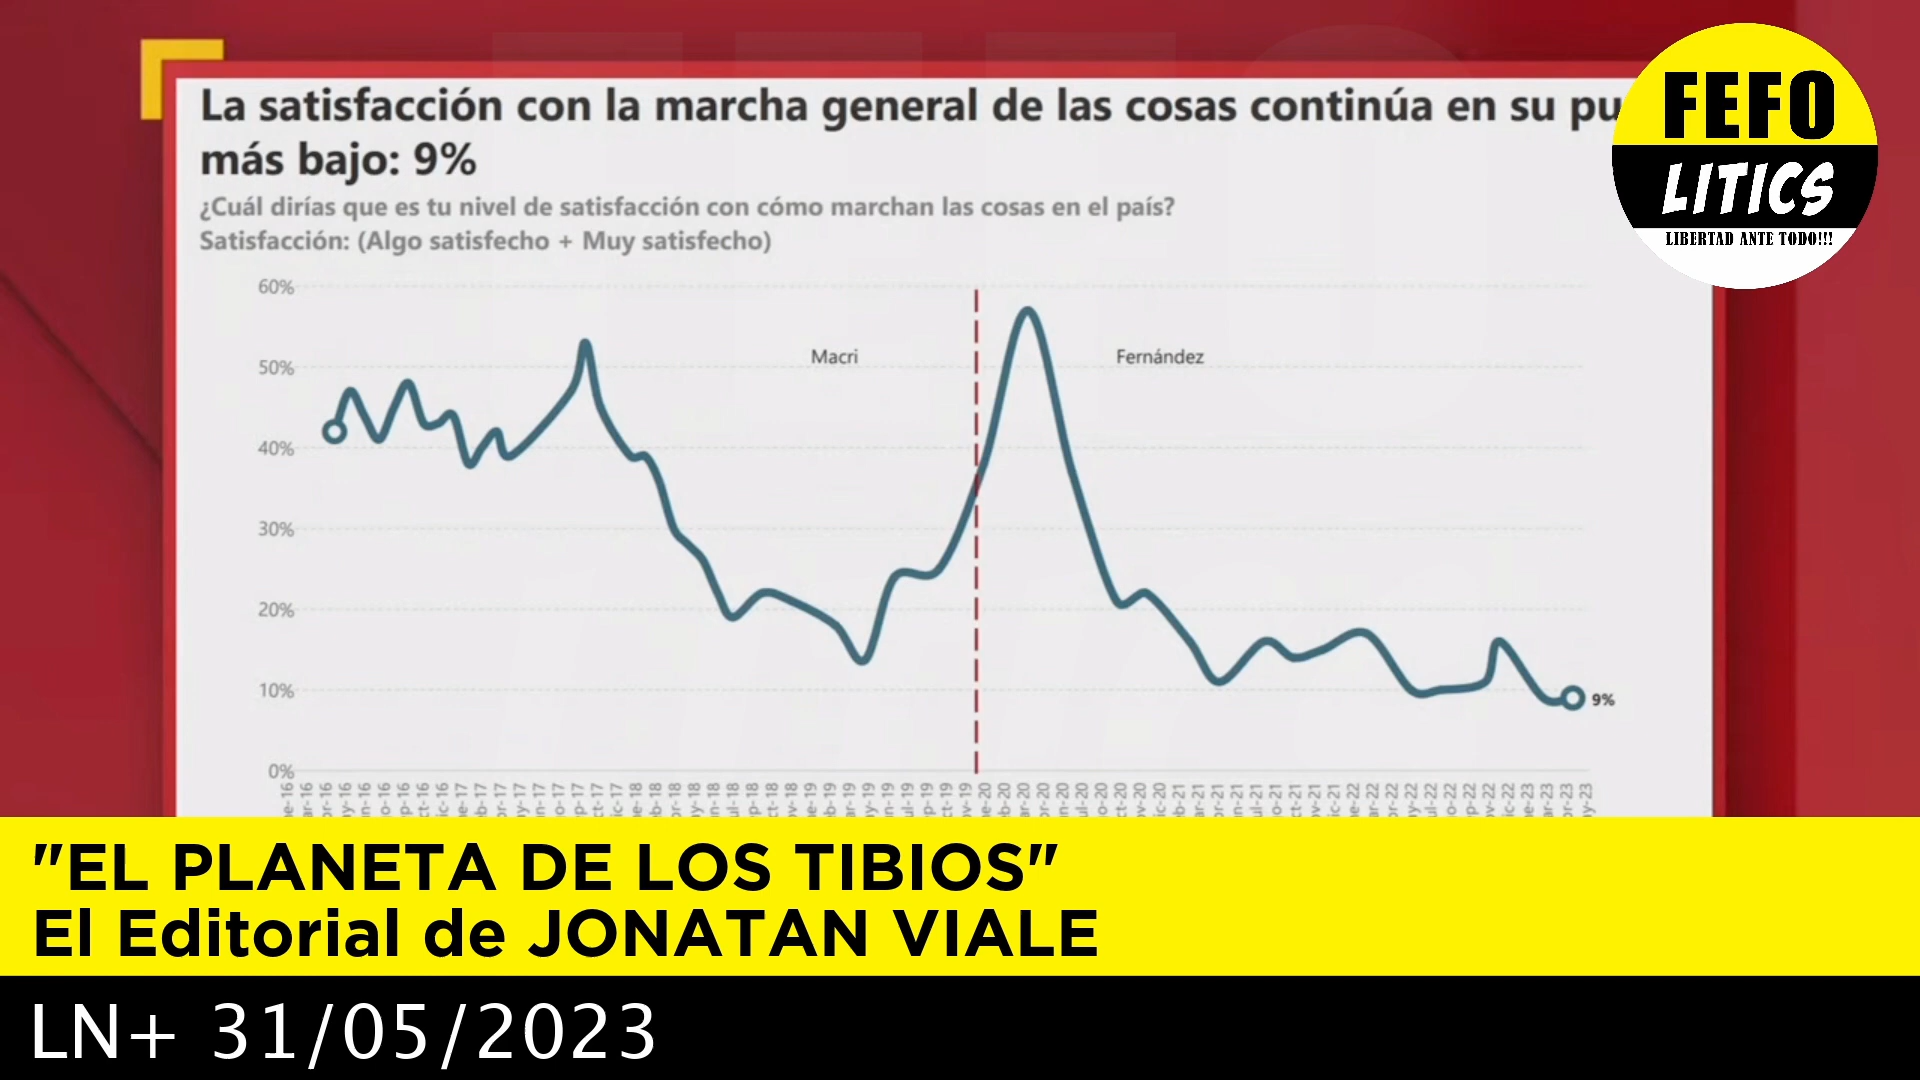 La satisfacción con la marcha general de las cosas continúa en su
más bajo: 9%
¿Cuál dirías que es tu nivel de satisfacción con cómo marchan las cosas en el país?
Satisfacción: (Algo satisfecho + Muy satisfecho)
FEFO
LITICS
LIBERTAD ANTE TODO!!!
60%
50%
40%
30%
20%
10%
0%
Macri
Fernández
9%
"EL PLANETA DE LOS TIBIOS"
El Editorial de JONATAN VIALE
LN+ 31/05/2023